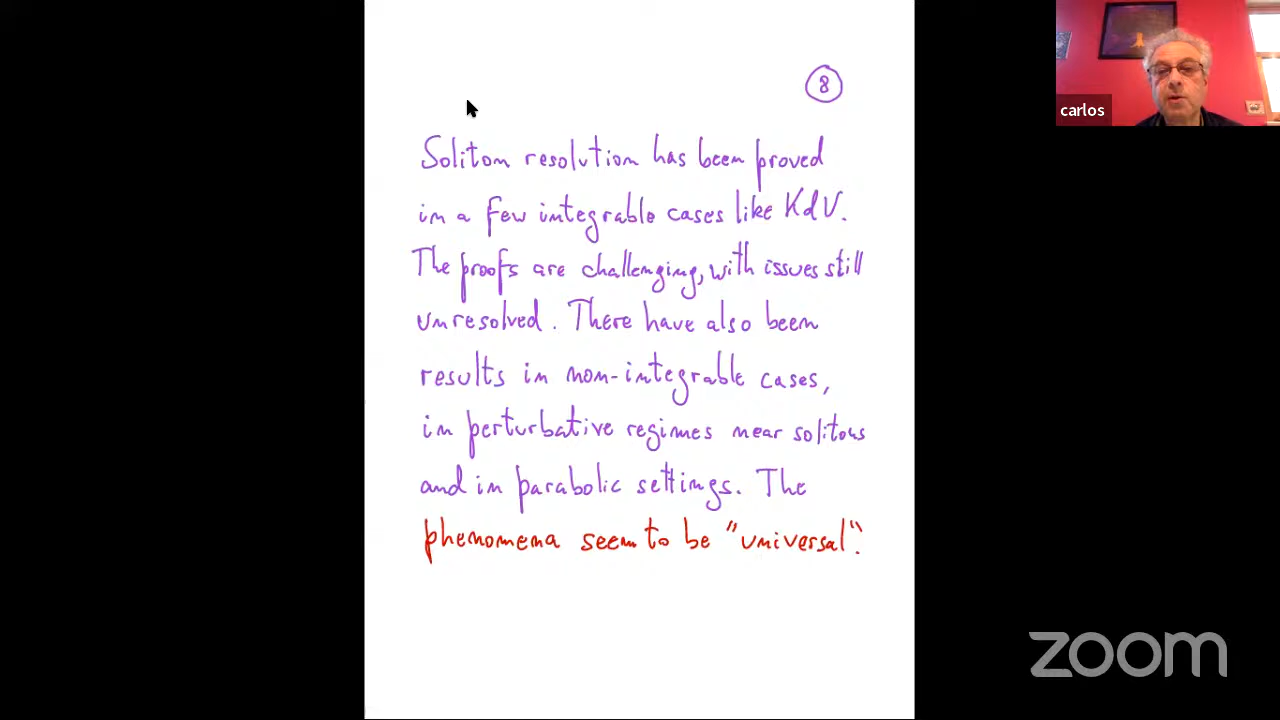 8
Soliton resolution has been proved
in a few integrable cases like KdV.
The proofs are challenging, with issues still
unresolved. There have also been
results in non-integrable cases,
in perturbative regimes near solitons
and in parabolic settings. The
phenomena seem to be "universal".
carlos
zoom